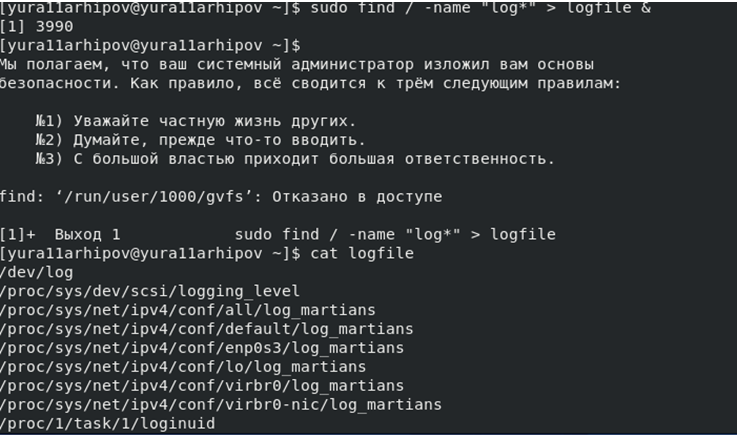 [yura11arhipov@yura11arhipov ~]$ sudo find / -name "log*" > logfile &
[1] 3990
[yura11arhipov@yura11arhipov ~]$
Мы полагаем, что ваш системный администратор изложил вам основы
безопасности. Как правило, всё сводится к трём следующим правилам:
№1) Уважайте частную жизнь других.
№2) Думайте, прежде что-то вводить.
№3) С большой властью приходит большая ответственность.
find: ‘/run/user/1000/gvfs’: Отказано в доступе
[1]+  Выход 1            sudo find / -name "log*" > logfile
[yura11arhipov@yura11arhipov ~]$ cat logfile
/dev/log
/proc/sys/dev/scsi/logging_level
/proc/sys/net/ipv4/conf/all/log_martians
/proc/sys/net/ipv4/conf/default/log_martians
/proc/sys/net/ipv4/conf/enp0s3/log_martians
/proc/sys/net/ipv4/conf/lo/log_martians
/proc/sys/net/ipv4/conf/virbr0/log_martians
/proc/sys/net/ipv4/conf/virbr0-nic/log_martians
/proc/1/task/1/loginuid